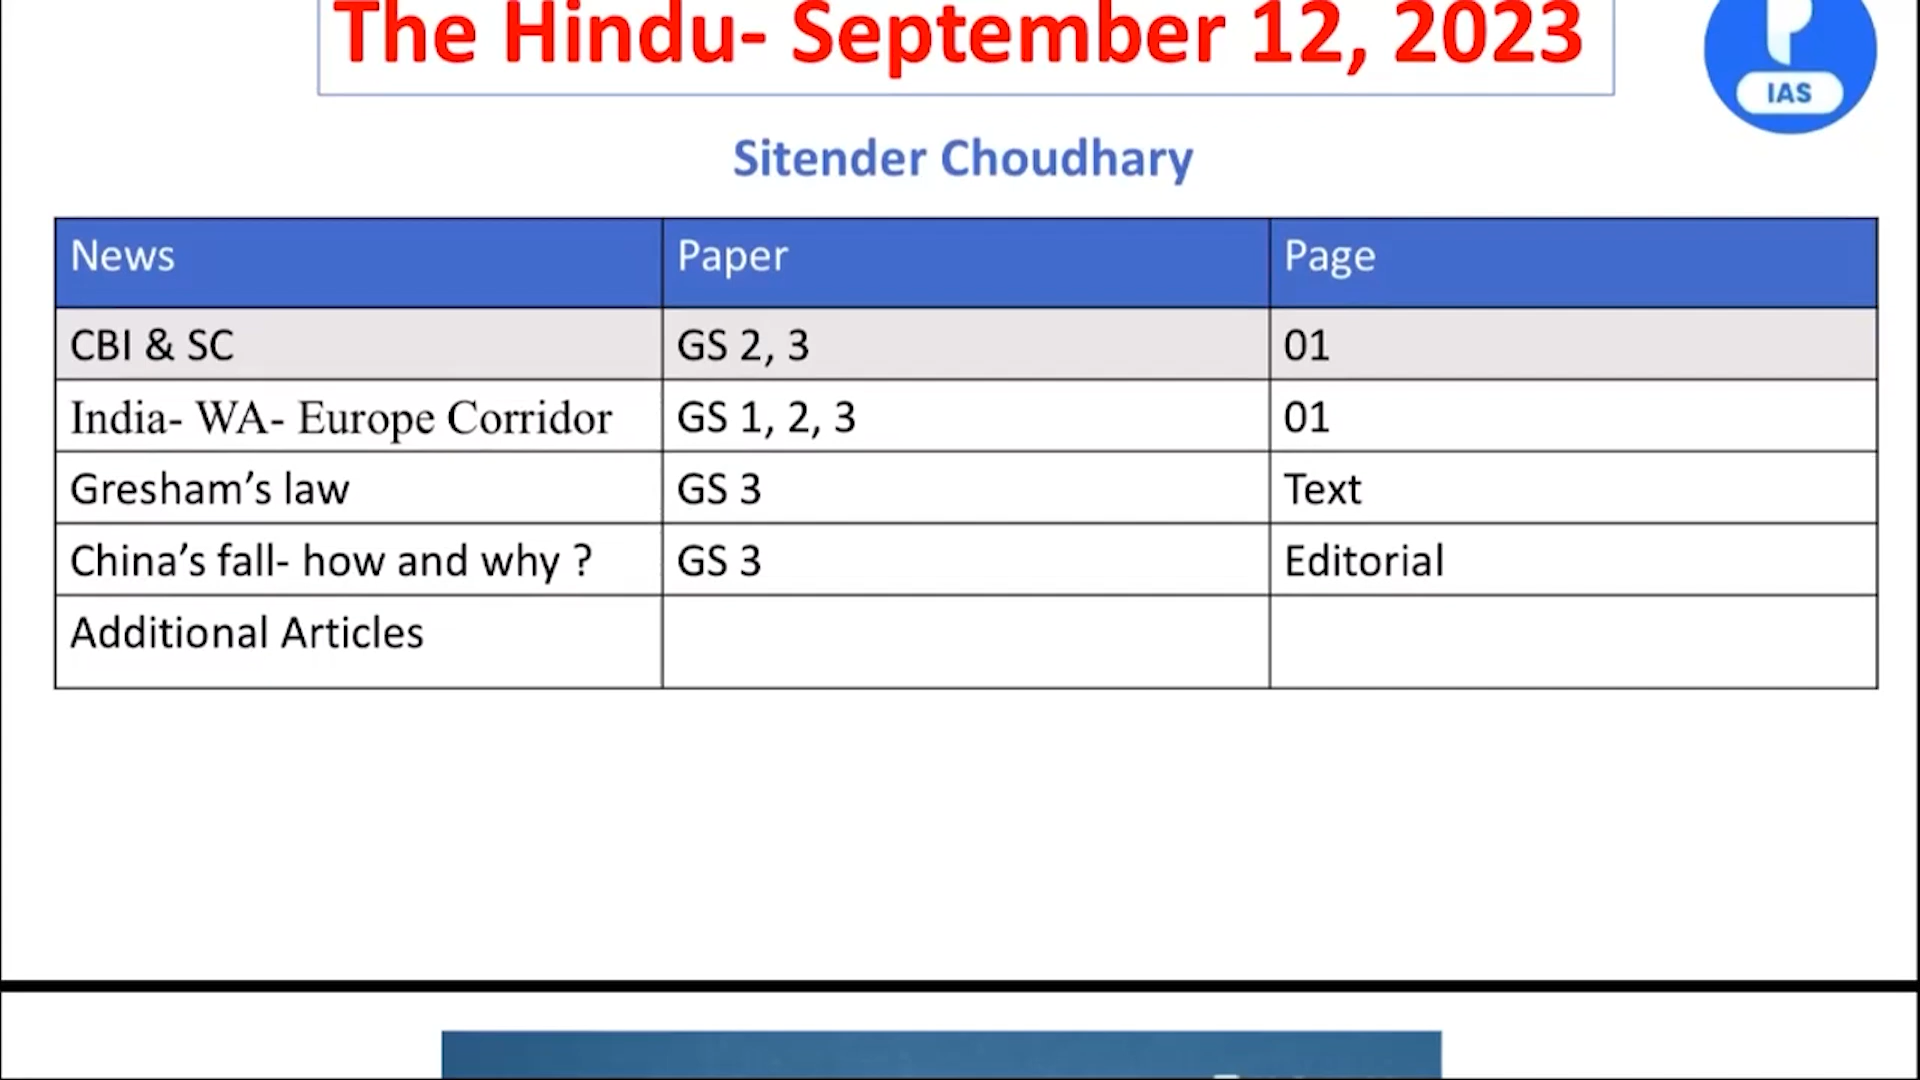 The Hindu- September 12, 2023
IAS
Sitender Choudhary
News Paper Page
CBI & SC GS 2, 3 01
India- WA- Europe Corridor GS 1, 2, 3 01
Gresham’s law GS 3 Text
China’s fall- how and why ? GS 3 Editorial
Additional Articles